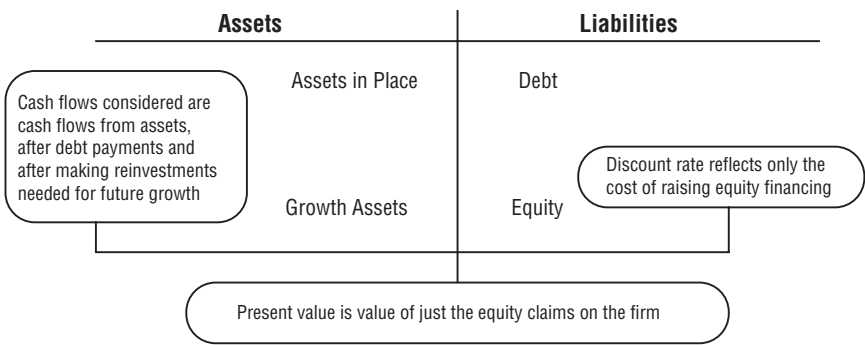 Assets
Liabilities
Assets in Place
Debt
Cash flows considered are
cash flows from assets,
after debt payments and
after making reinvestments
needed for future growth
Discount rate reflects only the
cost of raising equity financing
Growth Assets
Equity
Present value is value of just the equity claims on the firm